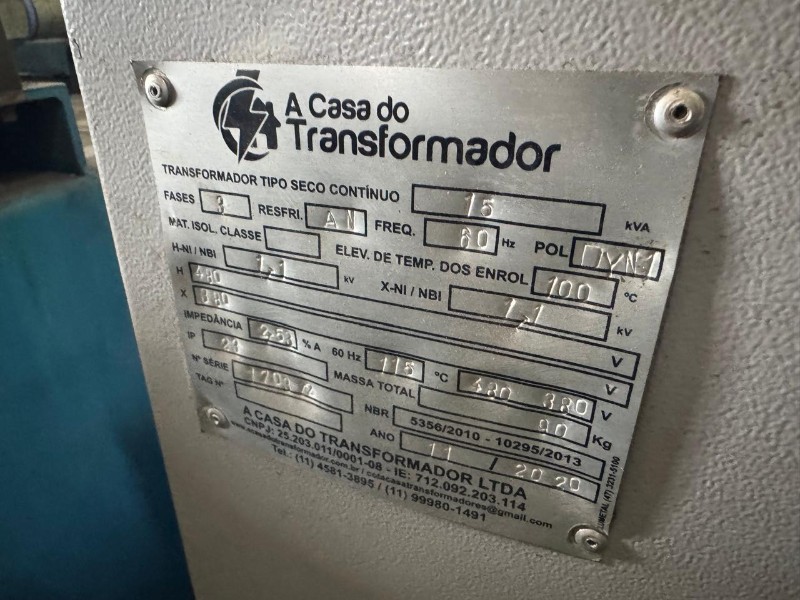 A Casa do
Transformador
TRANSFORMADOR TIPO SECO CONTÍNUO 15 kVA
FASES 3 RESFRI. AN FREQ. 60 Hz POL DYN1
MAT. ISOL. CLASSE ELEV. DE TEMP. DOS ENROL 100 °C
H-NI / NBI 1,1 kV X-NI / NBI 1,1 kV
H 480 V
X 380 V
IMPEDÂNCIA 2,53 % A 60 Hz 115 °C 480 380 V
IP 23 MASSA TOTAL 90 Kg
Nº SÉRIE NBR 5356/2010 - 10295/2013
TAG Nº ANO 11 / 2020
A CASA DO TRANSFORMADOR LTDA
CNPJ: 25.203.011/0001-08 - IE: 712.092.203.114
Tel.: (11) 4581-3895 / (11) 99980-1491